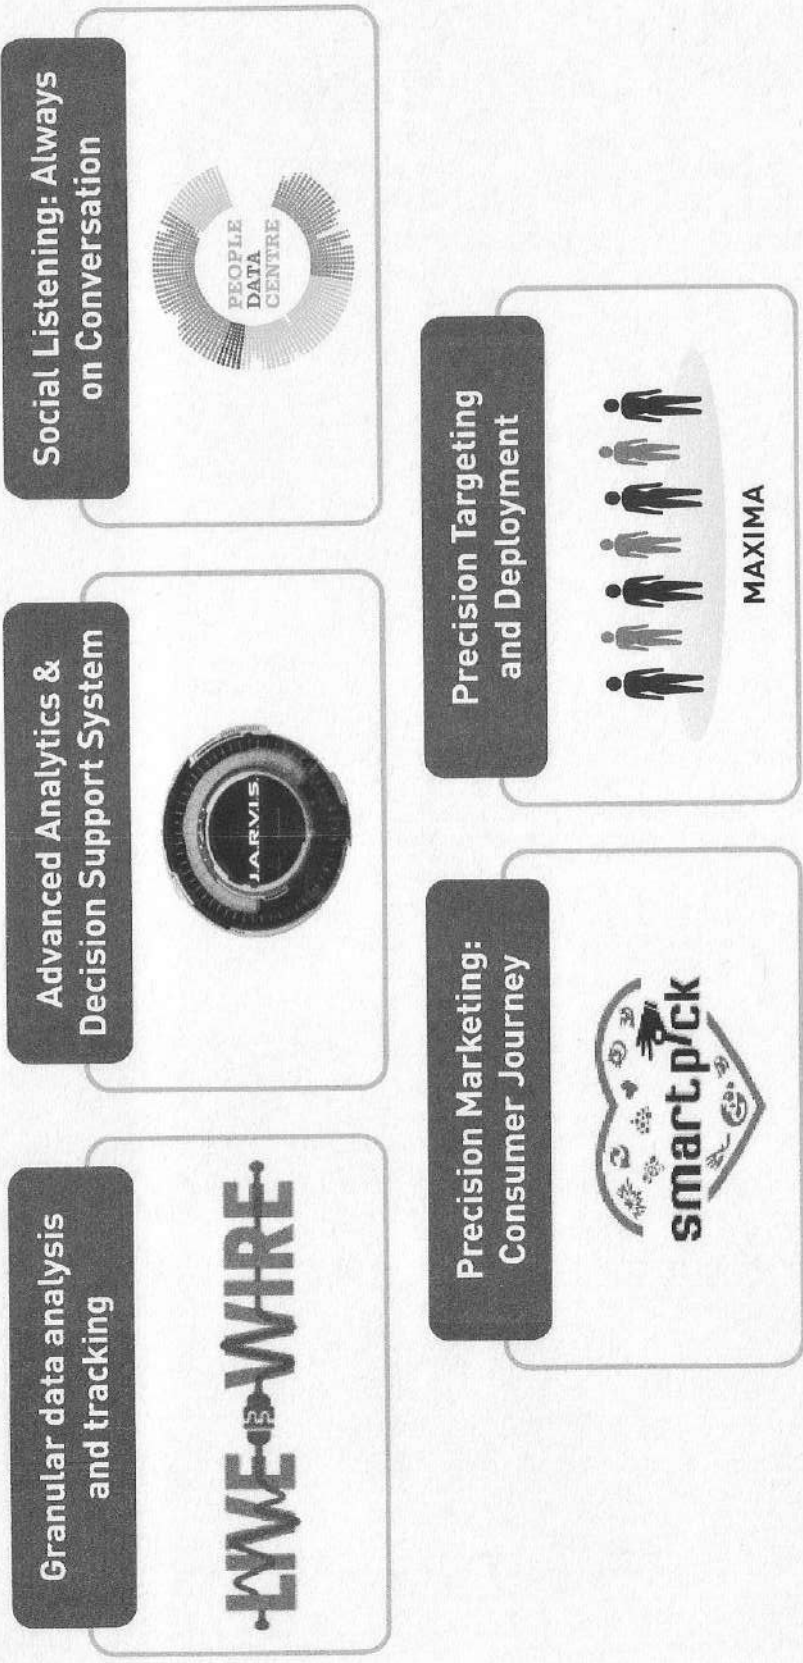 Granular data analysis
and tracking
LIVE WIRE
Advanced Analytics &
Decision Support System
J.A.R.V.I.S.
Social Listening: Always
on Conversation
PEOPLE
DATA
CENTRE
Precision Marketing:
Consumer Journey
smartpick
Precision Targeting
and Deployment
MAXIMA